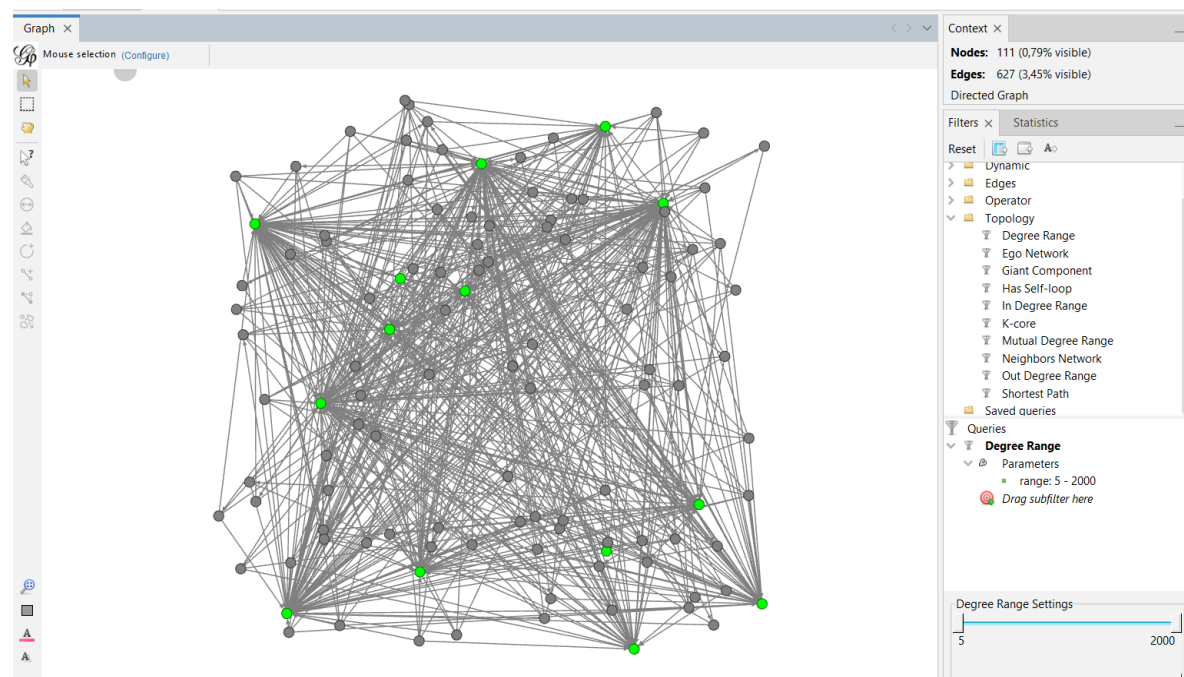 Graph
Mouse selection (Configure)
Context
Nodes: 111 (0,79% visible)
Edges: 627 (3,45% visible)
Directed Graph
Filters
Statistics
Reset
Dynamic
Edges
Operator
Topology
Degree Range
Ego Network
Giant Component
Has Self-loop
In Degree Range
K-core
Mutual Degree Range
Neighbors Network
Out Degree Range
Shortest Path
Saved queries
Queries
Degree Range
Parameters
range: 5 - 2000
Drag subfilter here
Degree Range Settings
5 2000